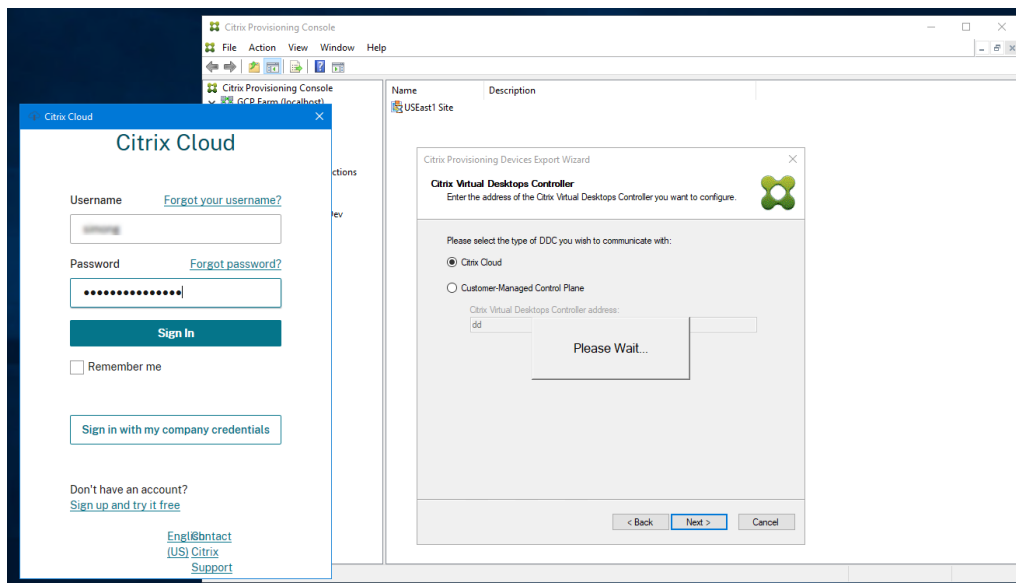 Citrix Provisioning Console
File Action View Window Help
Citrix Provisioning Console
GCP Farm (localhost)
ctions
Name Description
USEast1 Site
Citrix Cloud
Citrix Cloud
Username Forgot your username?
Password Forgot password?
•••••••••••••••
Sign In
Remember me
Sign in with my company credentials
Don't have an account?
Sign up and try it free
English
(US)
Contact
Citrix
Support
Citrix Provisioning Devices Export Wizard
Citrix Virtual Desktops Controller
Enter the address of the Citrix Virtual Desktops Controller you want to configure.
Please select the type of DDC you wish to communicate with:
Citrix Cloud
Customer-Managed Control Plane
Citrix Virtual Desktops Controller address:
dd
Please Wait...
< Back Next > Cancel